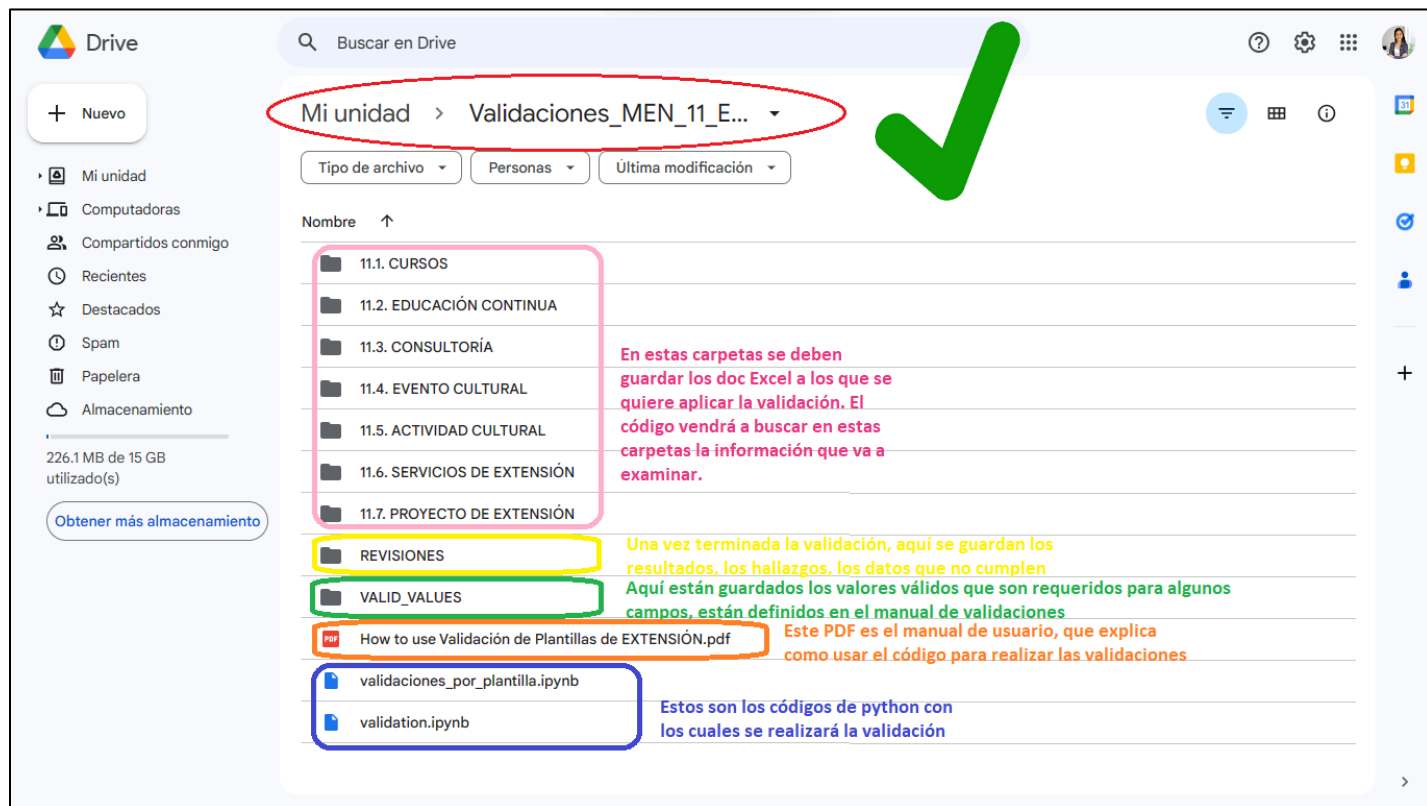 Drive
Buscar en Drive
Nuevo
Mi unidad > Validaciones_MEN_11_E...
31
Tipo de archivo
Personas
Última modificación
Mi unidad
Computadoras
Compartidos conmigo
Recientes
Destacados
Spam
Papelera
Almacenamiento
226.1 MB de 15 GB
utilizado(s)
Obtener más almacenamiento
Nombre
11.1. CURSOS
11.2. EDUCACIÓN CONTINUA
11.3. CONSULTORÍA
11.4. EVENTO CULTURAL
11.5. ACTIVIDAD CULTURAL
11.6. SERVICIOS DE EXTENSIÓN
11.7. PROYECTO DE EXTENSIÓN
En estas carpetas se deben
guardar los doc Excel a los que se
quiere aplicar la validación. El
código vendrá a buscar en estas
carpetas la información que va a
examinar.
REVISIONES
Una vez terminada la validación, aquí se guardan los
resultados, los hallazgos, los datos que no cumplen
VALID_VALUES
Aquí están guardados los valores válidos que son requeridos para algunos
campos, están definidos en el manual de validaciones
PDF
How to use Validación de Plantillas de EXTENSIÓN.pdf
Este PDF es el manual de usuario, que explica
como usar el código para realizar las validaciones
validaciones_por_plantilla.ipynb
validation.ipynb
Estos son los códigos de python con
los cuales se realizará la validación